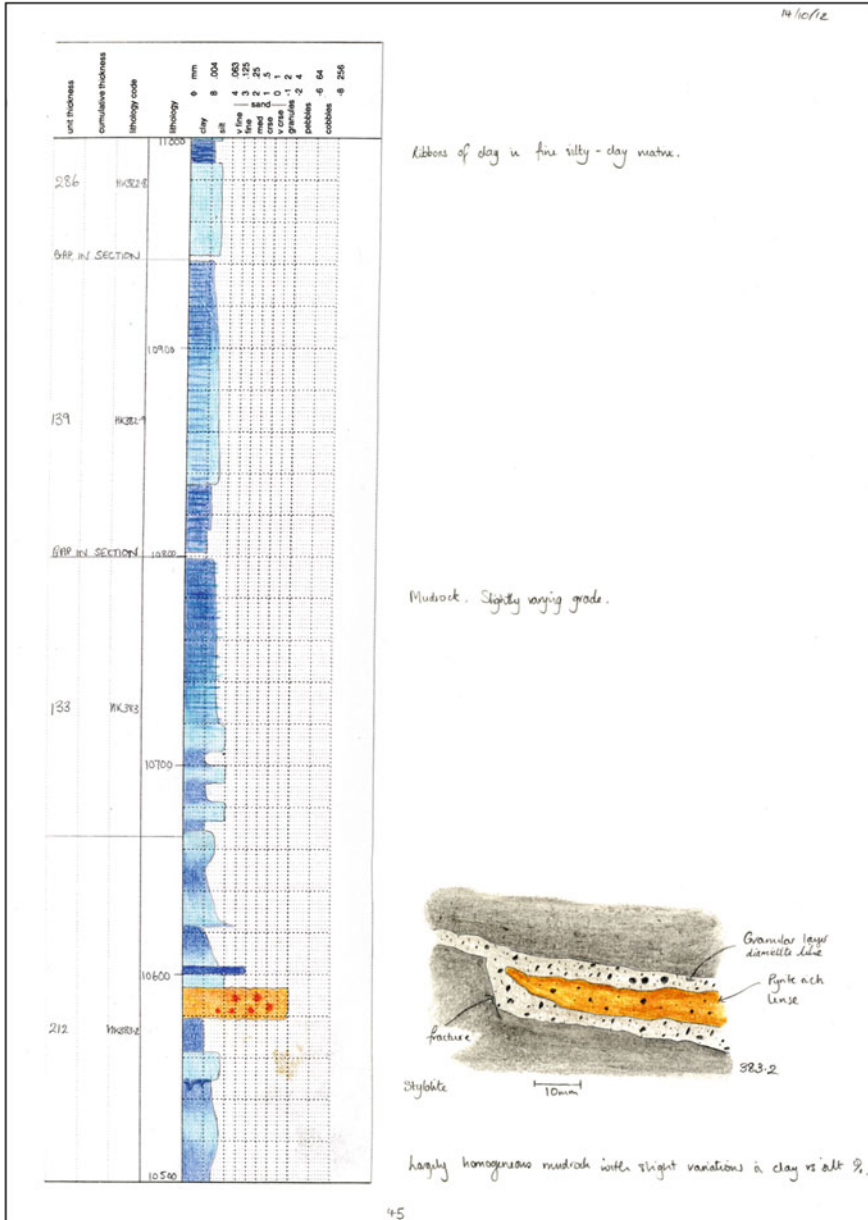 14/10/12
unit thickness
cumulative thickness
lithology code
lithology
ϕ mm
clay 8 .004
silt
v fine 4 .063
fine 3 .125
med 2 .25
crse 1 .5
v crse 0 1
sand
granules -1 2
-2 4
pebbles
-6 64
cobbles
-8 256
11000
Ribbons of clay in fine silty-clay matrix.
286
GAP IN SECTION
10900
139
GAP IN SECTION
10800
Mudrock. Slightly varying grade.
133
HK383
10700
Granular layer
Pyrite rich
lense
10600
212
fracture
383.2
Stylolite
10mm
Largely homogeneous mudrock with slight variations in clay vs silt %.
10500
45